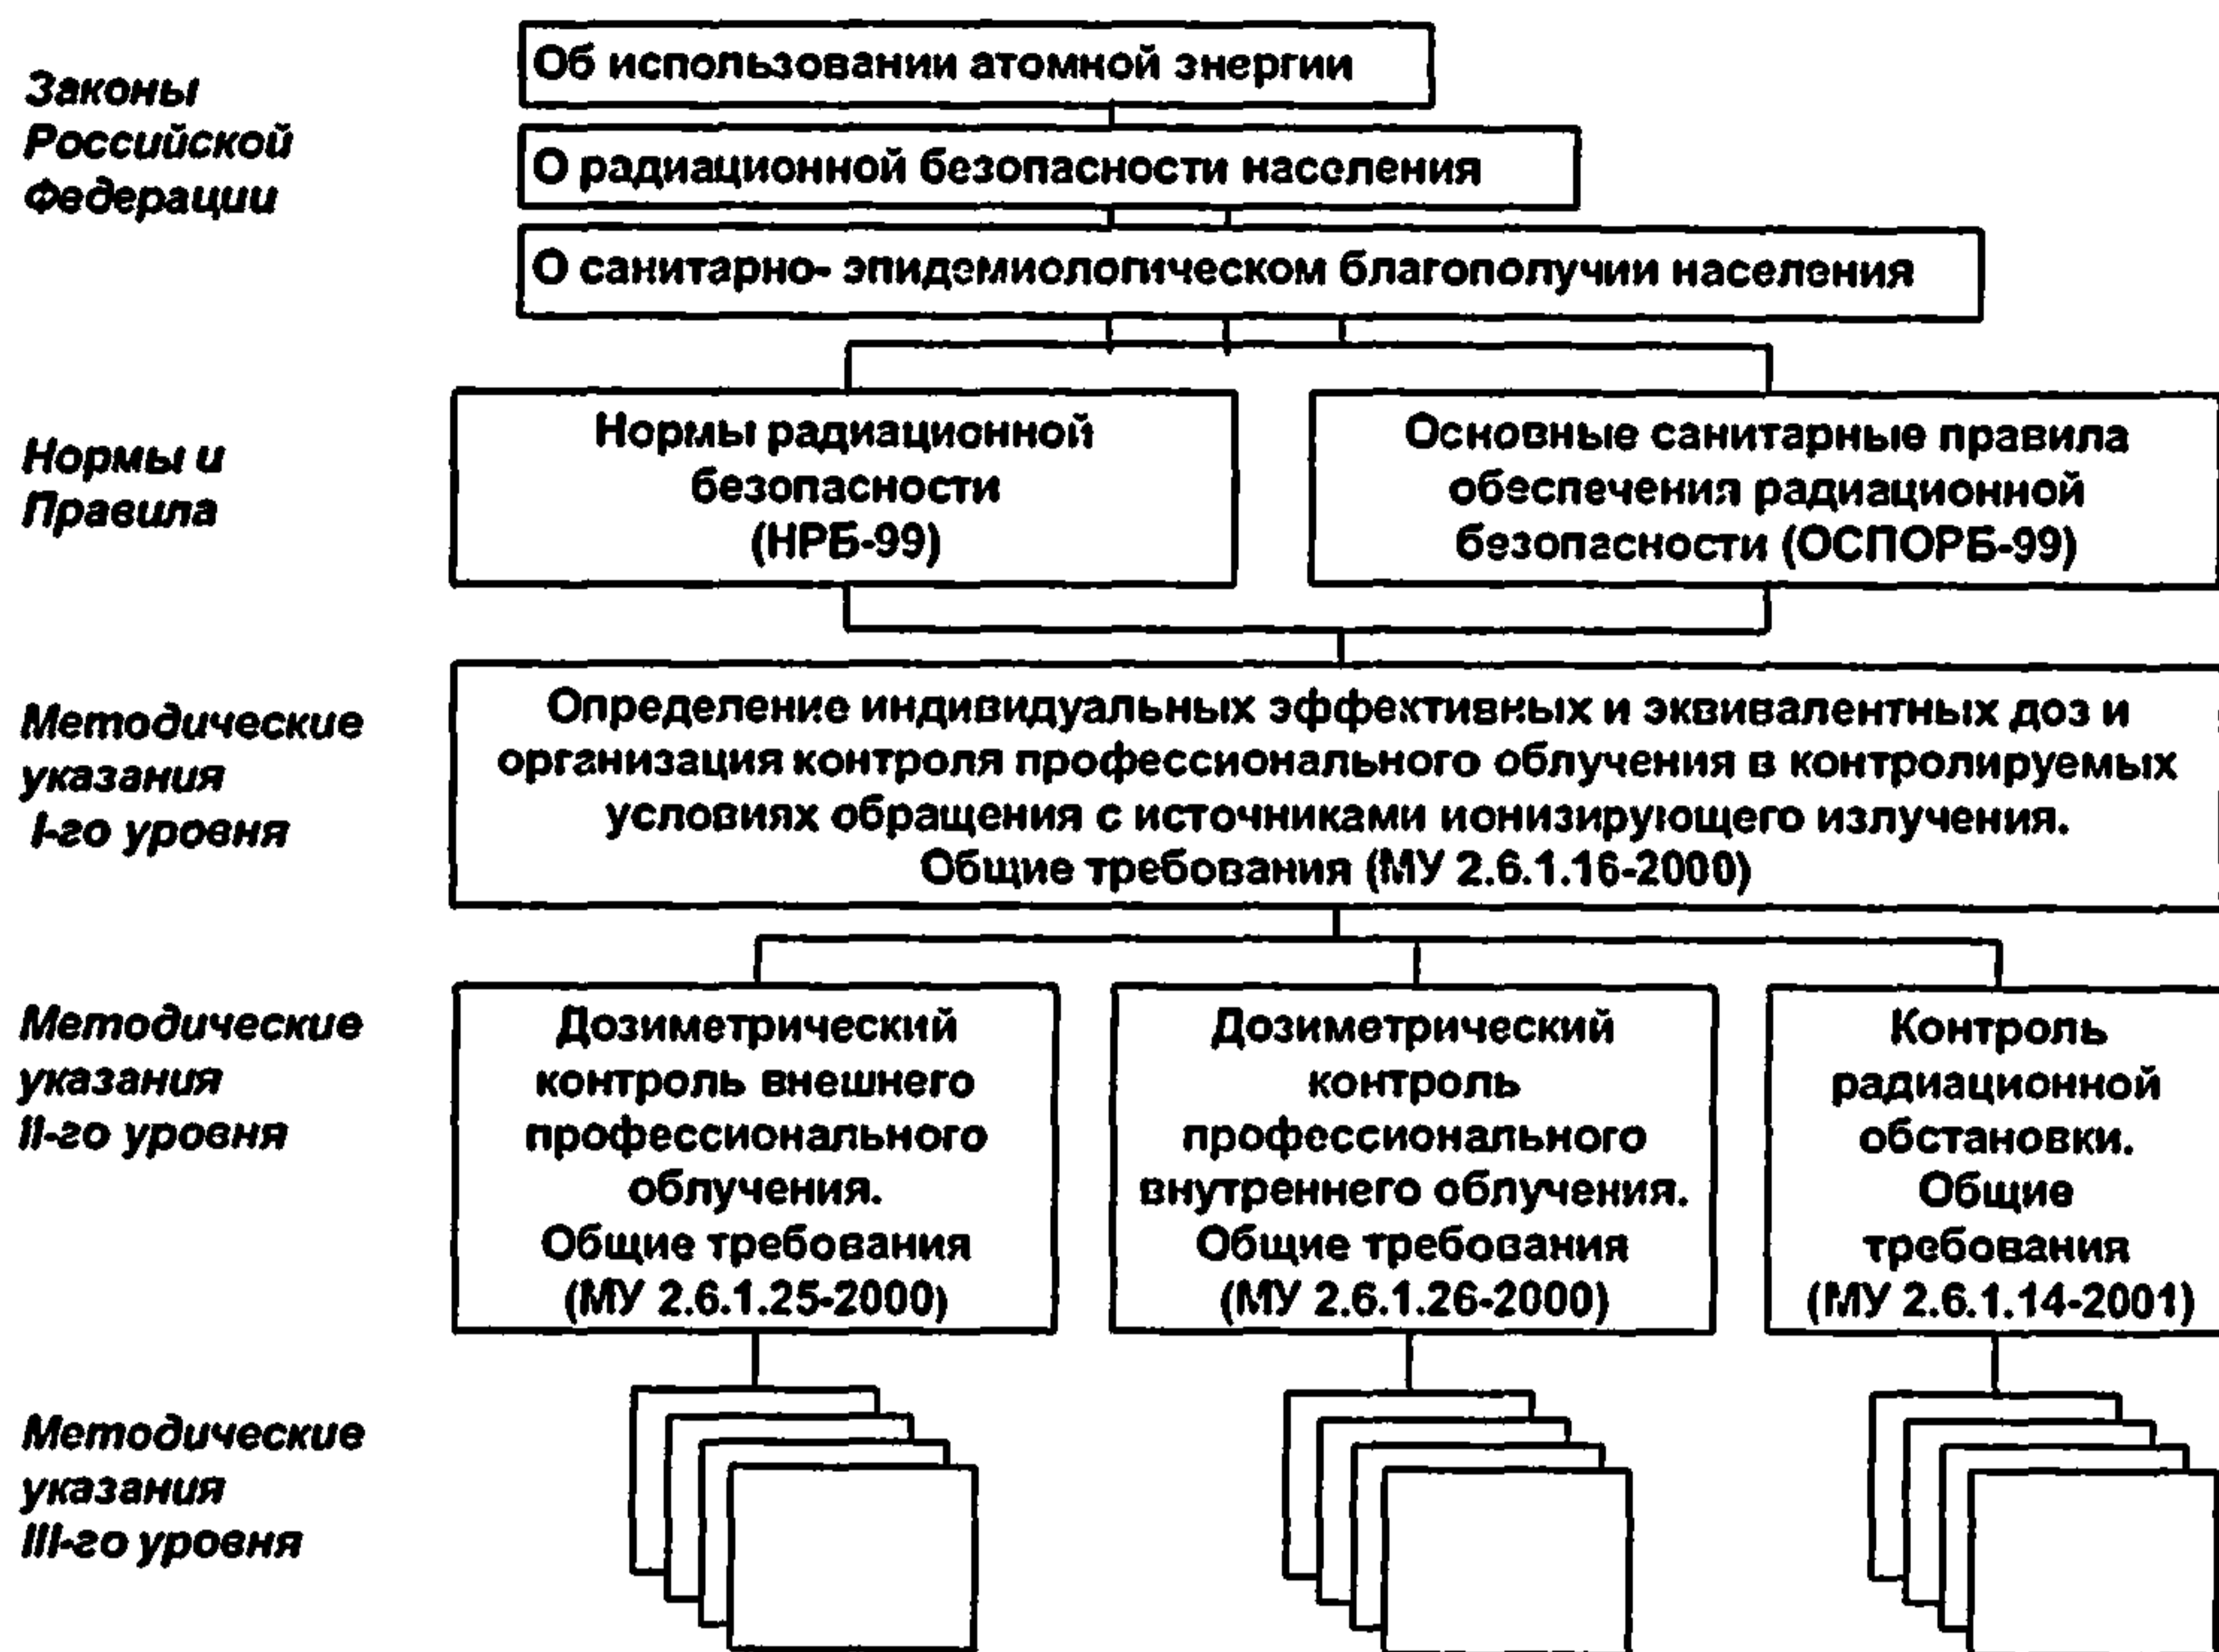 Законы
Российской
Федерации
Об использовании атомной знергии
О радиационной безопасности населения
О санитарно- эпидемиологическом благополучии населения
Нормы и
Правила
Нормы радиационной
безопасности
(НРБ-99)
Основные санитарные правила
обеспечения радиационной
безопасности (ОСПОРБ-99)
Методические
указания
I-го уровня
Определение индивидуальных эффективных и эквивалентных доз и
организация контроля профессионального облучения в контролируемых
условиях обращения с источниками ионизирующего излучения.
Общие требования (МУ 2.6.1.16-2000)
Методические
указания
II-го уровня
Дозиметрический
контроль внешнего
профессионального
облучения.
Общие требования
(МУ 2.6.1.25-2000)
Дозиметрический
контроль
профессионального
внутреннего облучения.
Общие требования
(МУ 2.6.1.26-2000)
Контроль
радиационной
обстановки.
Общие
требования
(МУ 2.6.1.14-2001)
Методические
указания
III-го уровня